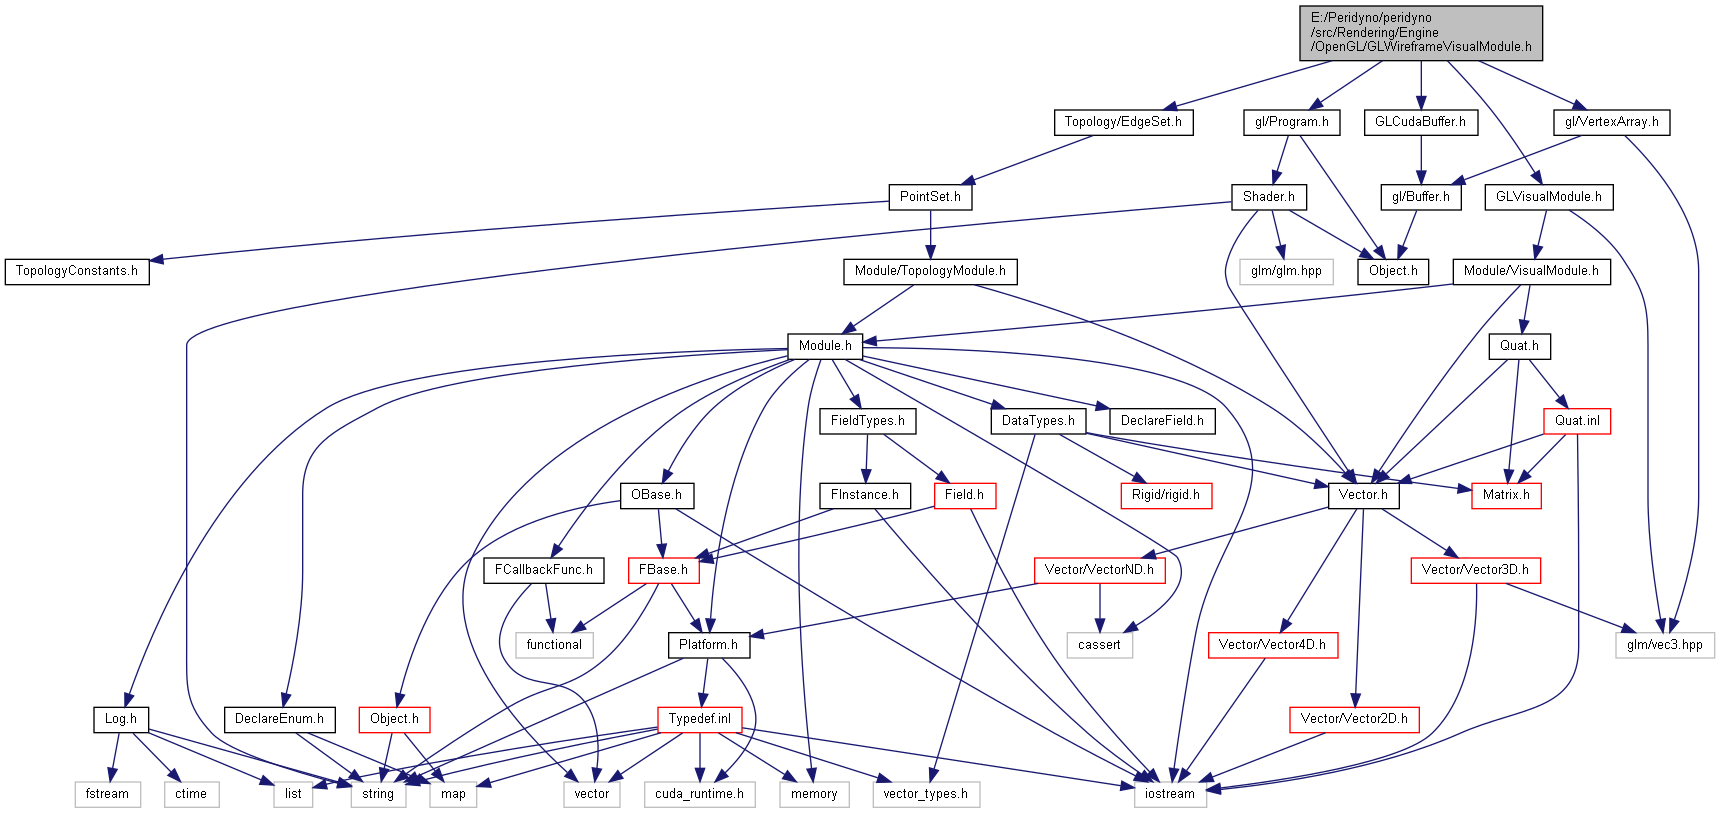 E:/Peridyno/peridyno
/src/Rendering/Engine
/OpenGL/GLWireframeVisualModule.h
Topology/EdgeSet.h
gl/Program.h
GLCudaBuffer.h
gl/VertexArray.h
PointSet.h
Shader.h
gl/Buffer.h
GLVisualModule.h
TopologyConstants.h
Module/TopologyModule.h
glm/glm.hpp
Object.h
Module/VisualModule.h
Module.h
Quat.h
FieldTypes.h
DataTypes.h
DeclareField.h
Quat.inl
OBase.h
FInstance.h
Field.h
Rigid/rigid.h
Vector.h
Matrix.h
FCallbackFunc.h
FBase.h
Vector/VectorND.h
Vector/Vector3D.h
functional
Platform.h
cassert
Vector/Vector4D.h
glm/vec3.hpp
Log.h
DeclareEnum.h
Object.h
Typedef.inl
Vector/Vector2D.h
fstream
ctime
list
string
map
vector
cuda_runtime.h
memory
vector_types.h
iostream